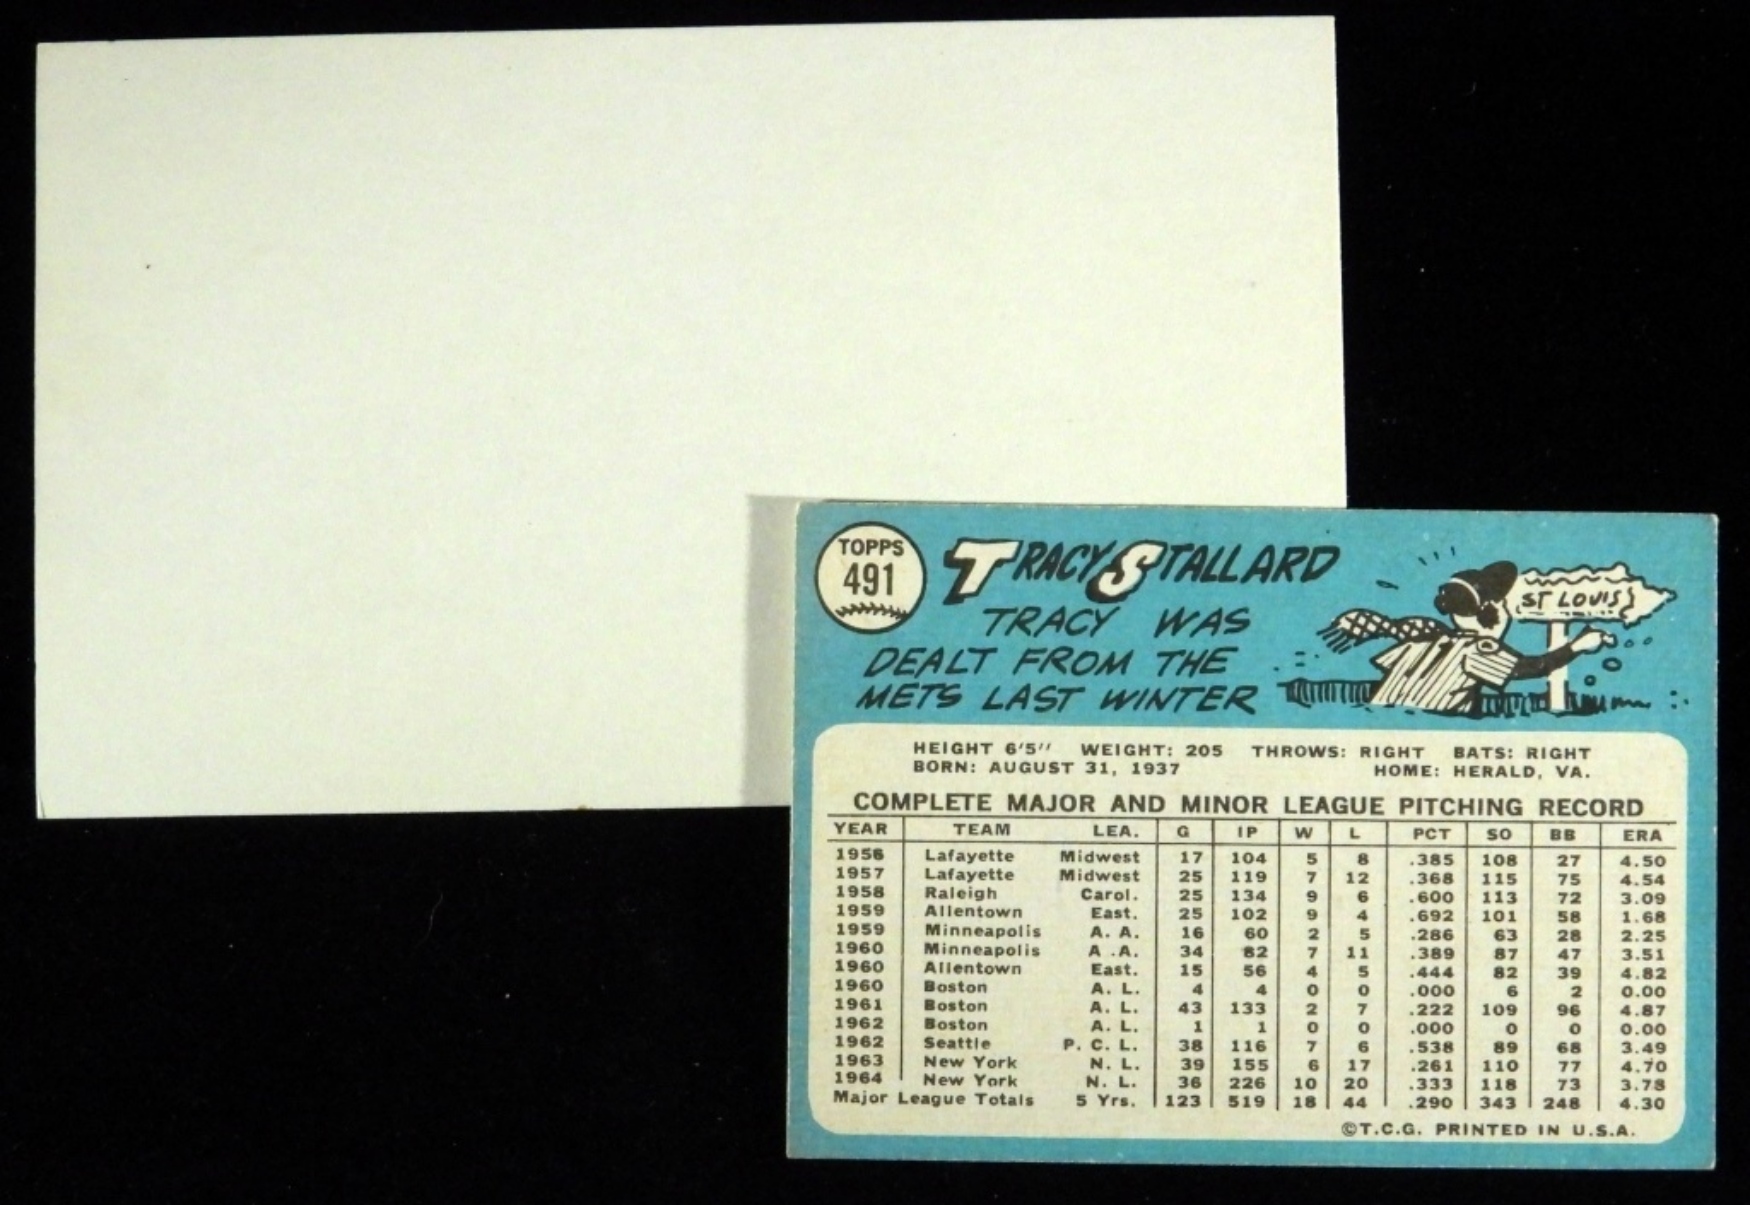 TOPPS
491
TRACY STALLARD
TRACY WAS
DEALT FROM THE
METS LAST WINTER
ST LOUIS
HEIGHT 6'5" WEIGHT: 205 THROWS: RIGHT BATS: RIGHT
BORN: AUGUST 31, 1937 HOME: HERALD, VA.
COMPLETE MAJOR AND MINOR LEAGUE PITCHING RECORD
YEAR TEAM LEA. G IP W L PCT SO BB ERA
1956 Lafayette Midwest 17 104 5 8 .385 108 27 4.50
1957 Lafayette Midwest 25 119 7 12 .368 115 75 4.54
1958 Raleigh Carol. 25 134 9 6 .600 113 72 3.09
1959 Allentown East. 25 102 9 4 .692 101 58 1.68
1959 Minneapolis A. A. 16 60 2 5 .286 63 28 2.25
1960 Minneapolis A .A. 34 82 7 11 .389 87 47 3.51
1960 Allentown East. 15 56 4 5 .444 82 39 4.82
1960 Boston A. L. 4 4 0 0 .000 6 2 0.00
1961 Boston A. L. 43 133 2 7 .222 109 96 4.87
1962 Boston A. L. 1 1 0 0 .000 0 0 0.00
1962 Seattle P. C. L. 38 116 7 6 .538 89 68 3.49
1963 New York N. L. 39 155 6 17 .261 110 77 4.70
1964 New York N. L. 36 226 10 20 .333 118 73 3.78
Major League Totals 5 Yrs. 123 519 18 44 .290 343 248 4.30
©T.C.G. PRINTED IN U.S.A.